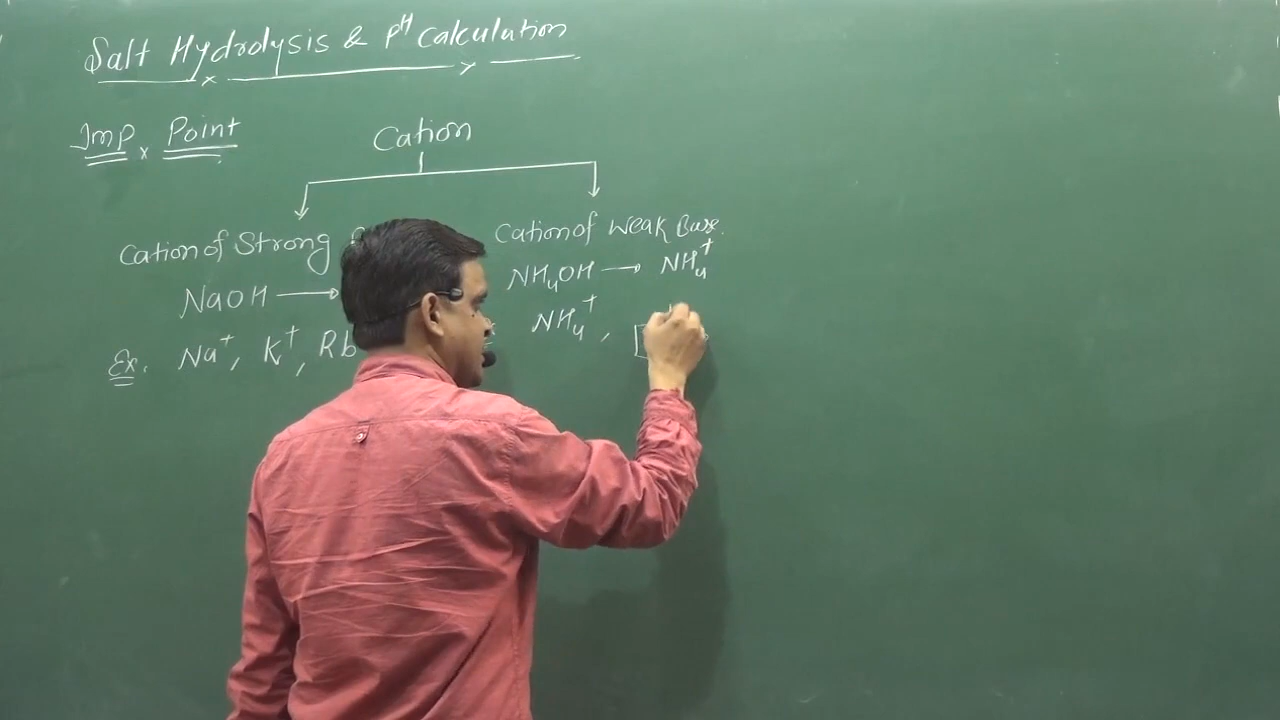 Salt Hydrolysis & pH Calculation
Imp Point
Cation
Cation of Strong
Cation of Weak Base.
NaOH →
NH₄OH → NH₄⁺
Ex. Na⁺, K⁺, Rb
NH₄⁺,